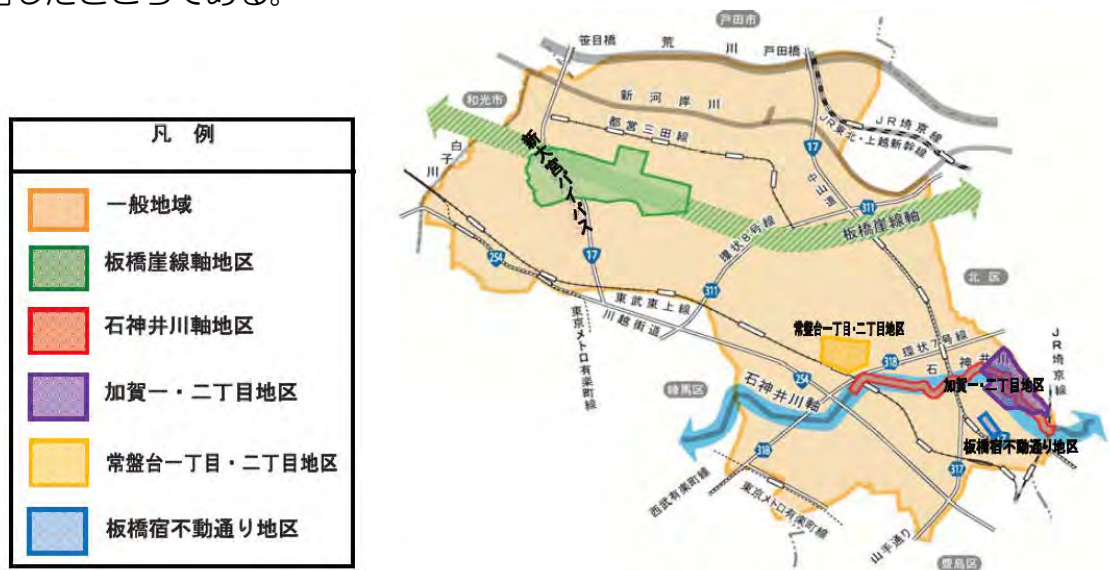 したところである。
凡 例
一般地域
板橋崖線軸地区
石神井川軸地区
加賀一・二丁目地区
常盤台一丁目・二丁目地区
板橋宿不動通り地区
戸田市
笹目橋
荒川
戸田橋
和光市
新河岸川
都営三田線
JR埼京線
JR東北・上越新幹線
白子川
新大宮バイパス
17
中山道
311
板橋崖線軸
環状8号線
254
17
311
北区
東武東上線
川越街道
東京メトロ有楽町線
常盤台一丁目・二丁目地区
環状7号線
318
石神井川
JR埼京線
加賀一・二丁目地区
練馬区
石神井川軸
254
板橋宿不動通り地区
318
317
西武有楽町線
東京メトロ有楽町線
山手通り
豊島区